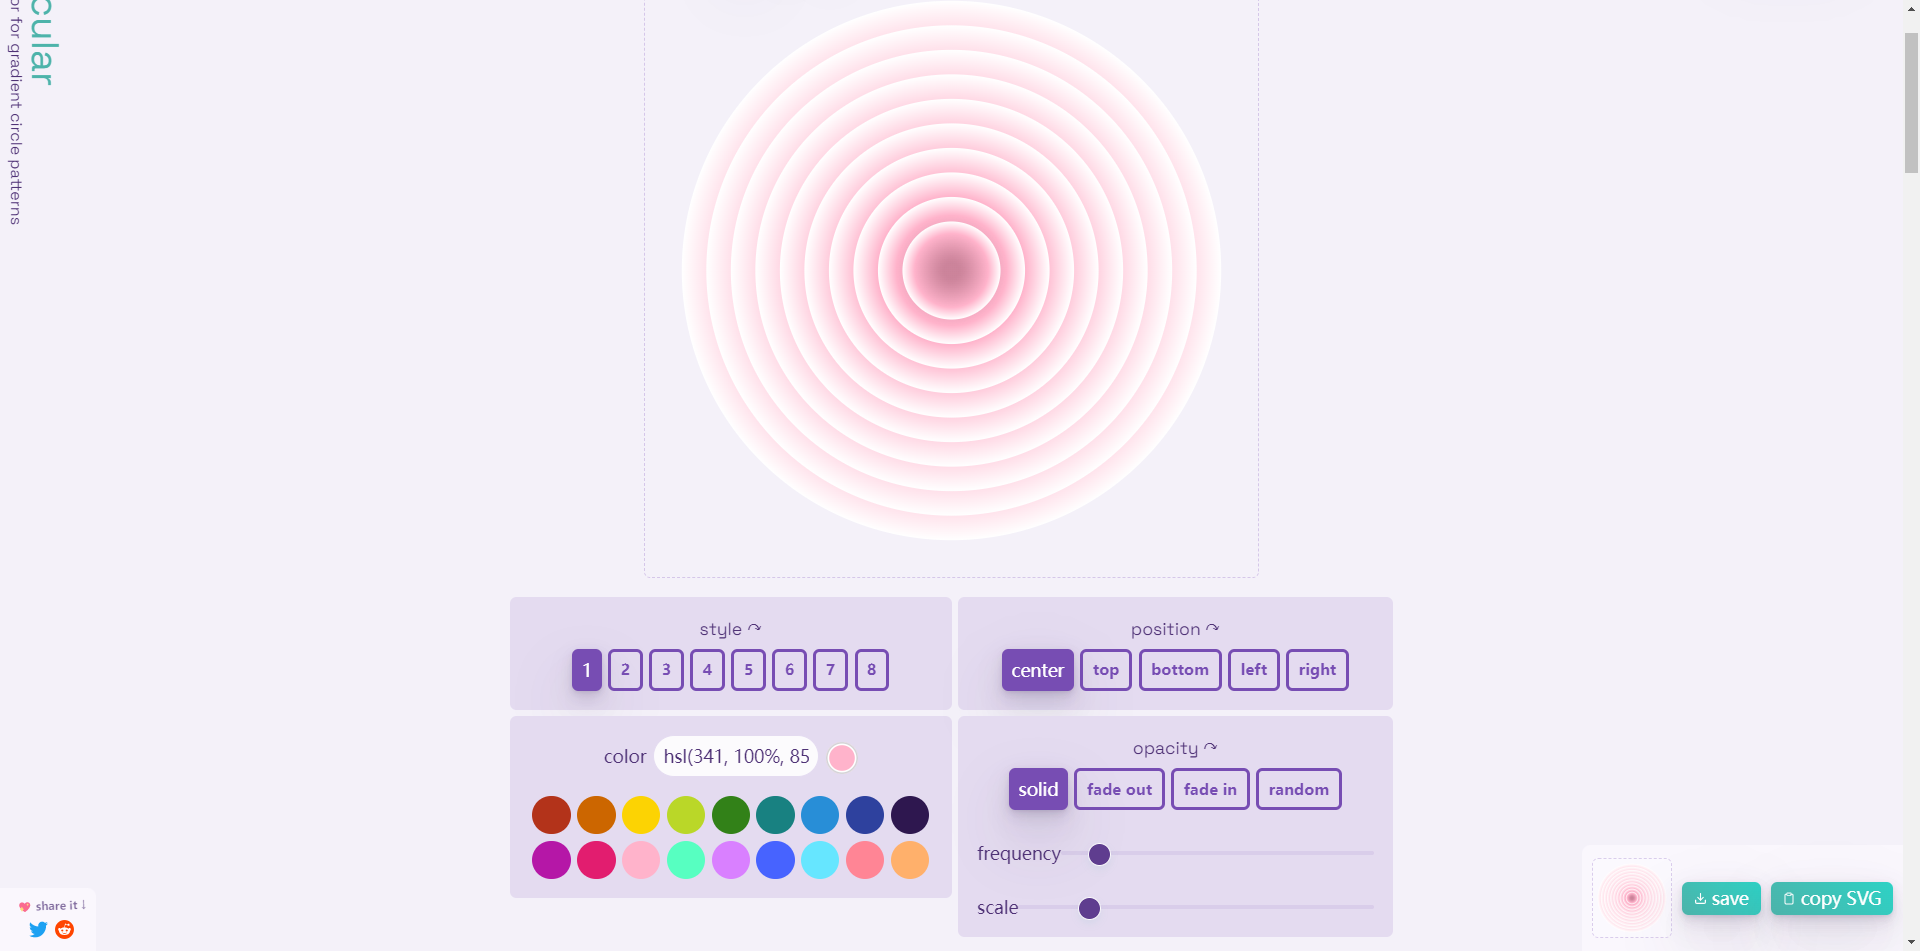 cular
or for gradient circle patterns
style
1 2 3 4 5 6 7 8
position
center top bottom left right
color hsl(341, 100%, 85
opacity
solid fade out fade in random
frequency
scale
share it
save
copy SVG